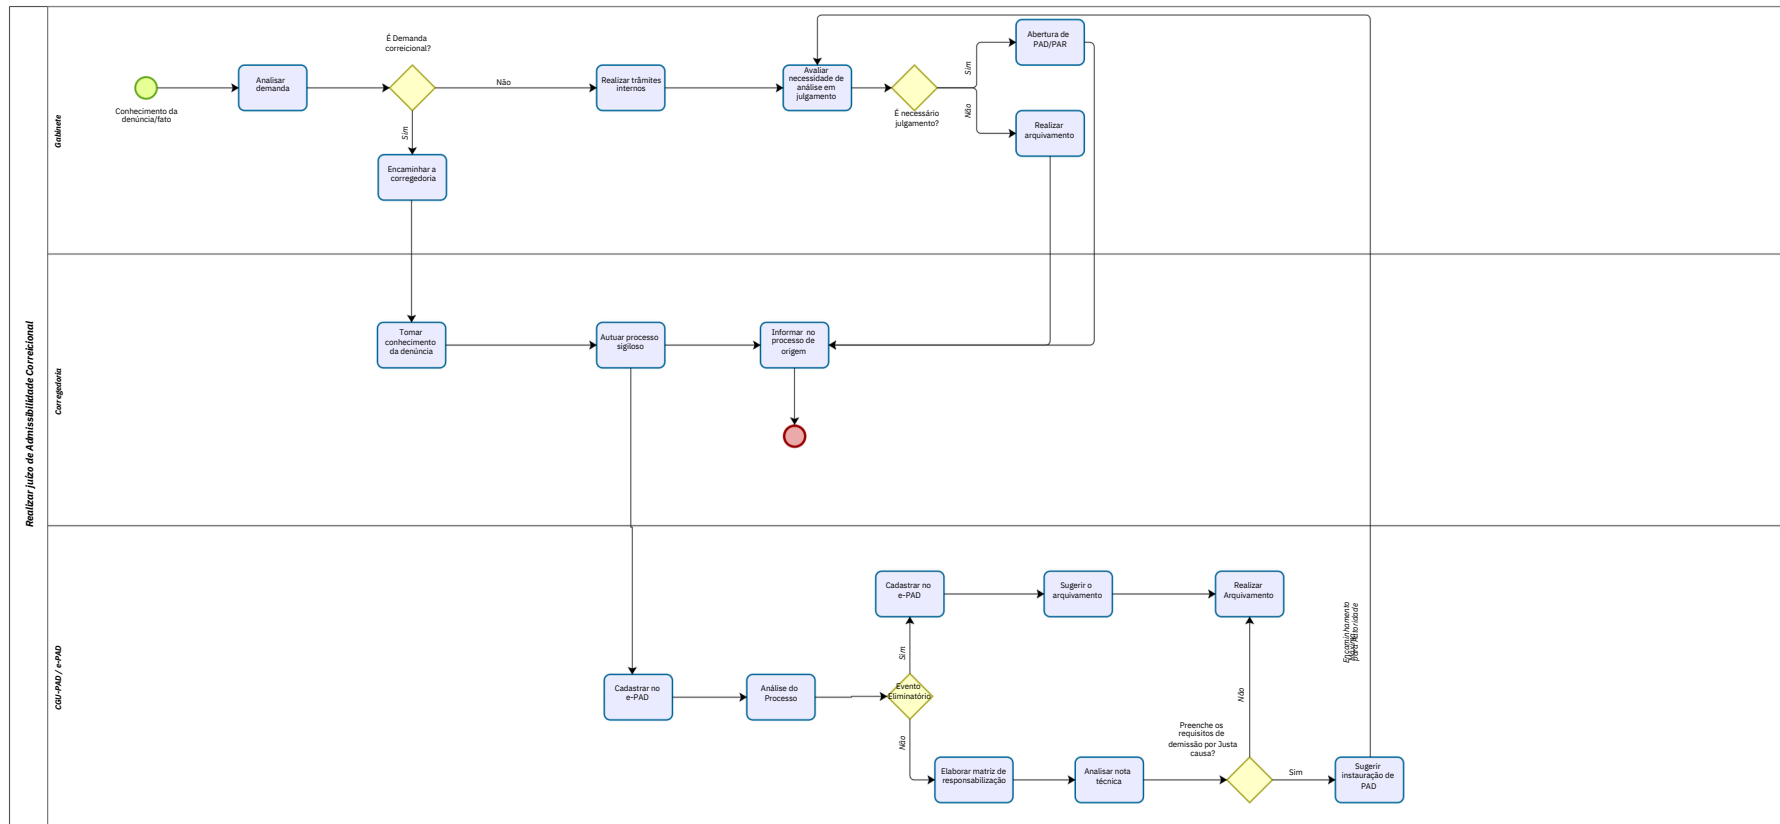 Realizar juízo de Admissibilidade Correicional
Gabinete
É Demanda
correicional?
Conhecimento da
denúncia/fato
Analisar
demanda
Não
Sim
Encaminhar a
corregedoria
Realizar trâmites
internos
Avaliar
necessidade de
análise em
julgamento
É necessário
julgamento?
Sim
Não
Abertura de
PAD/PAR
Realizar
arquivamento
Corregedoria
Tomar
conhecimento
da denúncia
Autuar processo
sigiloso
Informar no
processo de
origem
CGU-PAD / e-PAD
Cadastrar no
e-PAD
Análise do
Processo
Evento
Eliminatório
Sim
Não
Cadastrar no
e-PAD
Sugerir o
arquivamento
Realizar
Arquivamento
Elaborar matriz de
responsabilização
Analisar nota
técnica
Preenche os
requisitos de
demissão por Justa
causa?
Não
Sim
Sugerir
instauração de
PAD
Encaminhamento
para Autoridade